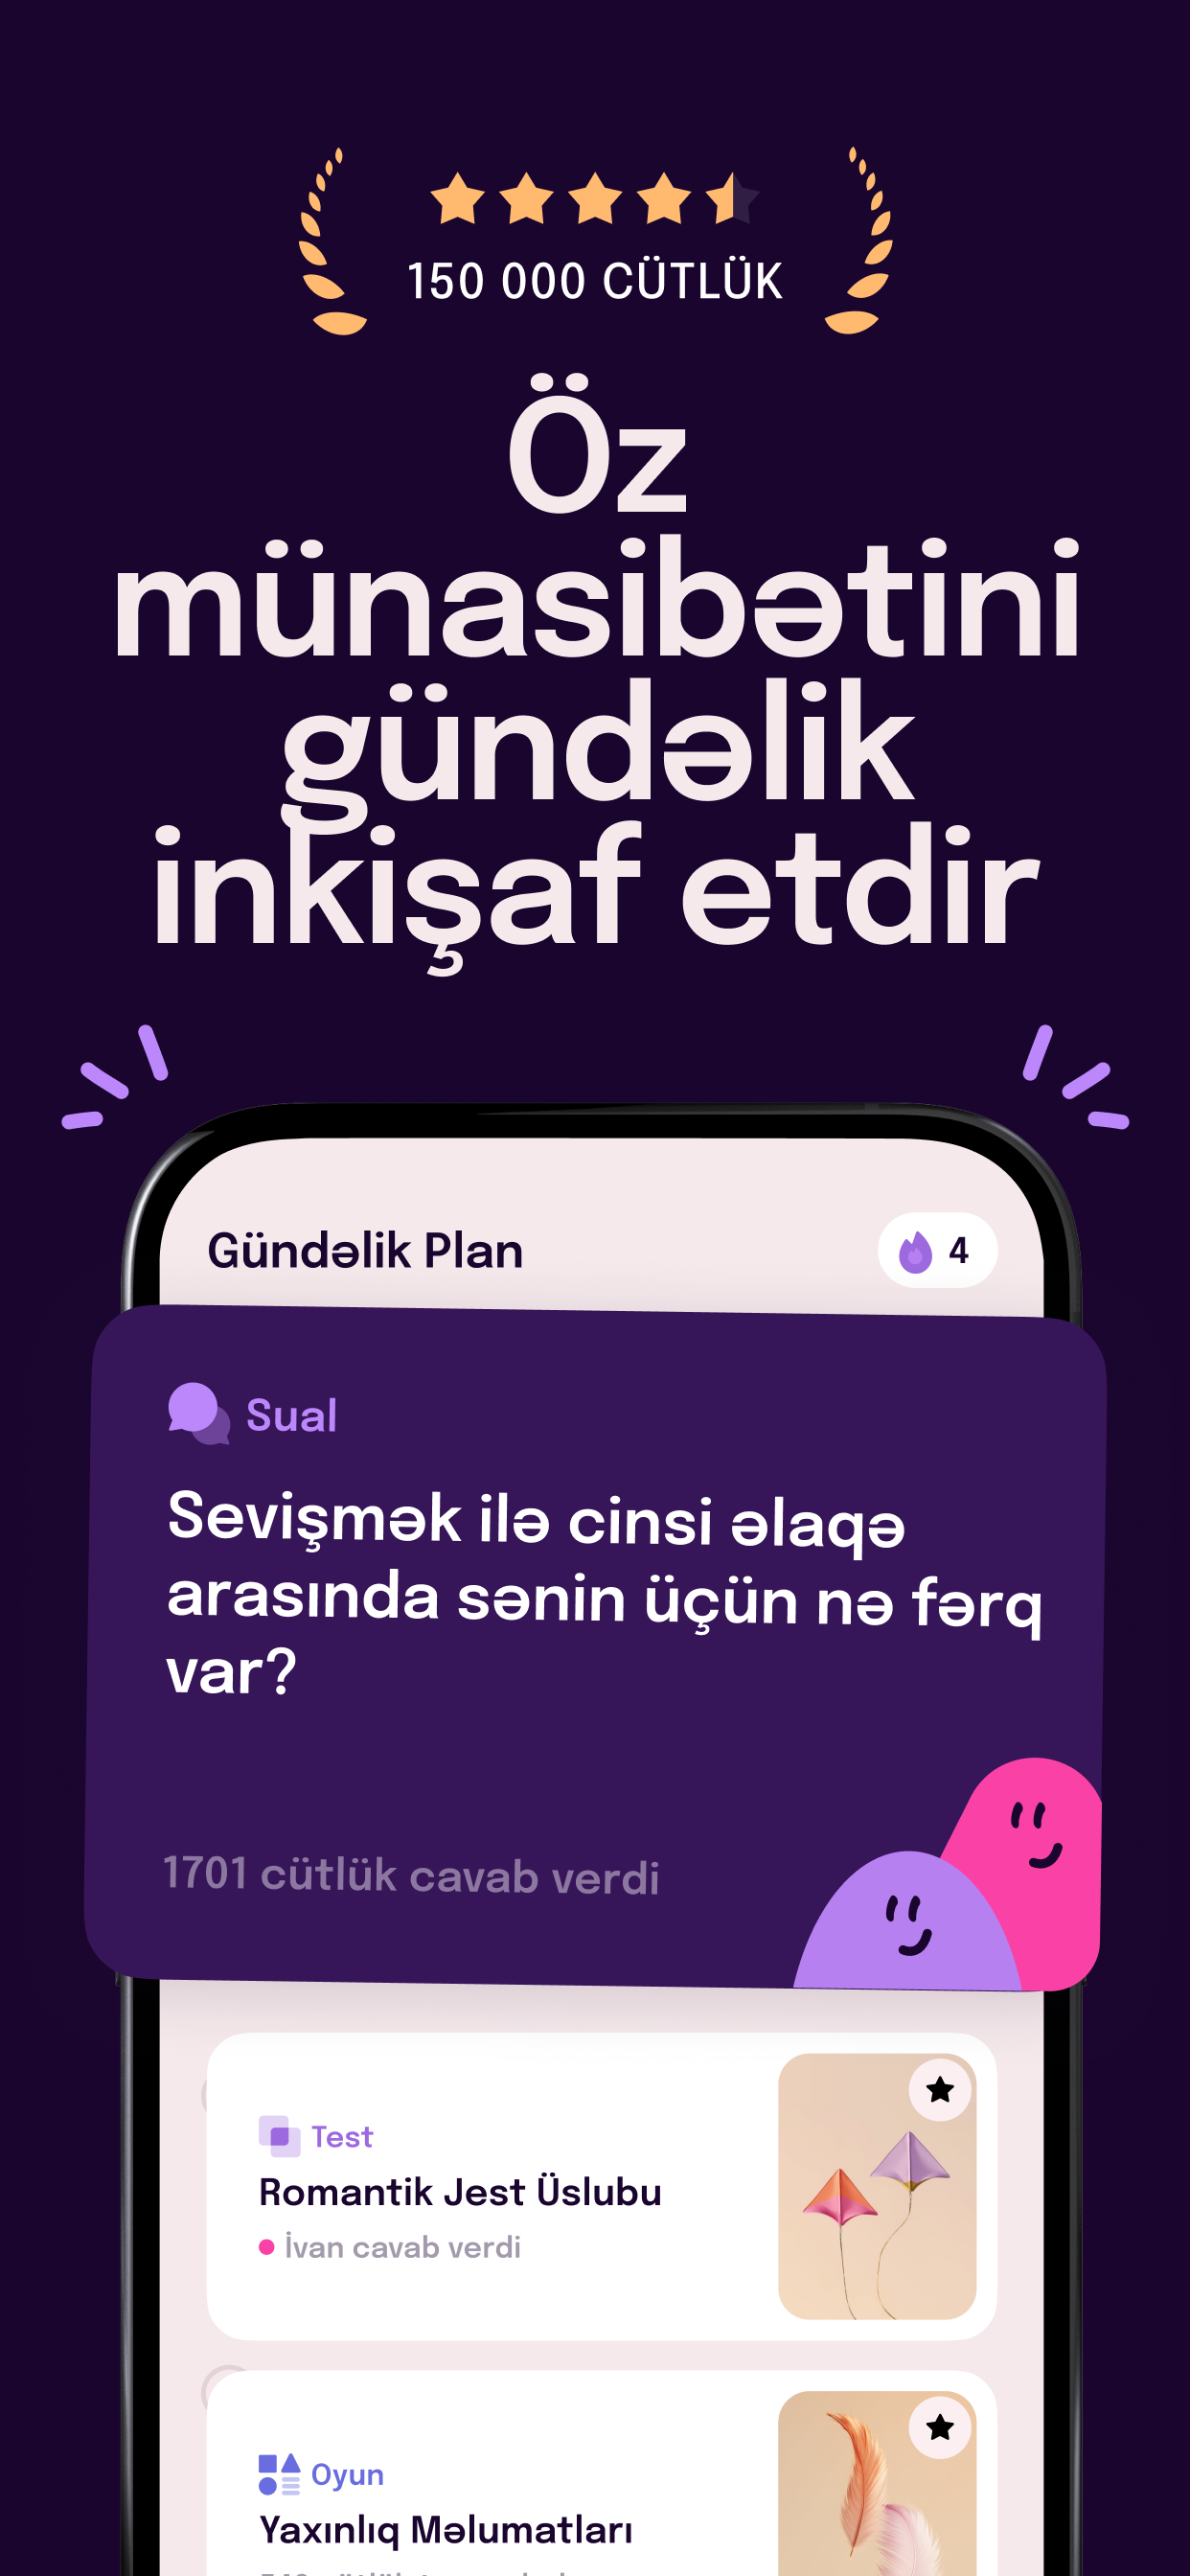 150 000 CÜTLÜK
Öz
münasibətini
gündəlik
inkişaf etdir
Gündəlik Plan
4
Sual
Sevişmək ilə cinsi əlaqə
arasında sənin üçün nə fərq
var?
1701 cütlük cavab verdi
Test
Romantik Jest Üslubu
İvan cavab verdi
Oyun
Yaxınlıq Məlumatları